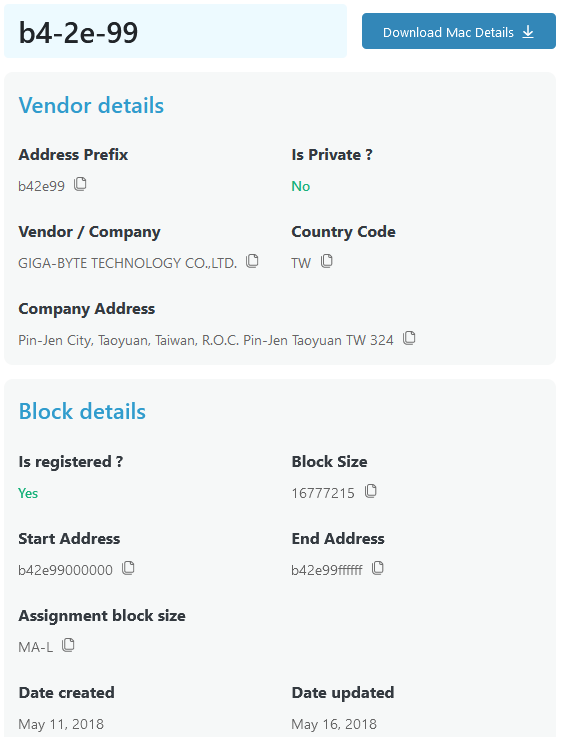 b4-2e-99
Download Mac Details
Vendor details
Address Prefix
Is Private ?
b42e99
No
Vendor / Company
Country Code
GIGA-BYTE TECHNOLOGY CO.,LTD.
TW
Company Address
Pin-Jen City, Taoyuan, Taiwan, R.O.C. Pin-Jen Taoyuan TW 324
Block details
Is registered ?
Block Size
Yes
16777215
Start Address
End Address
b42e99000000
b42e99ffffff
Assignment block size
MA-L
Date created
Date updated
May 11, 2018
May 16, 2018